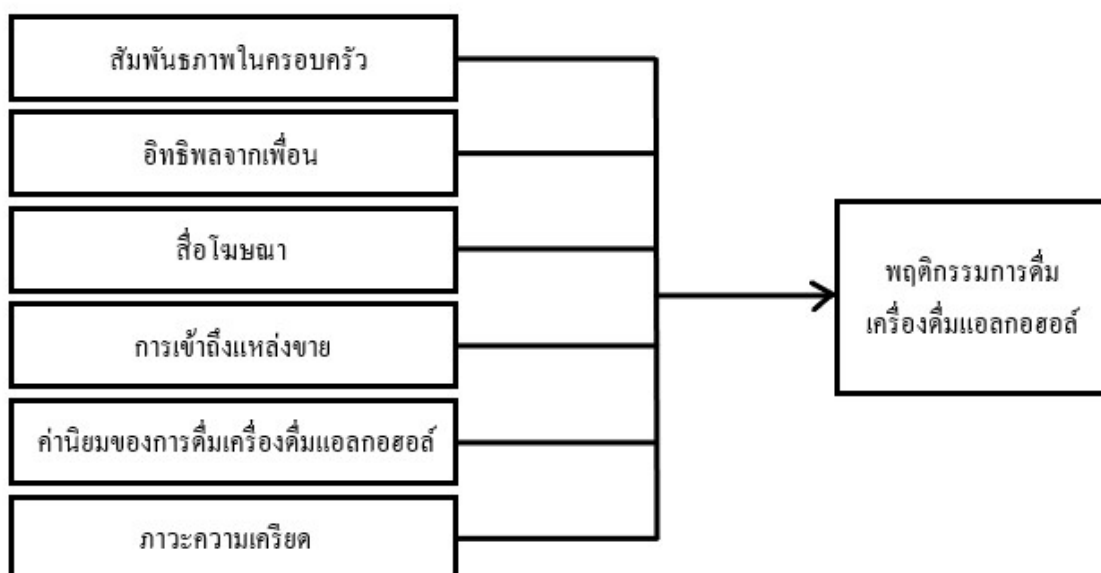 สัมพันธภาพในครอบครัว
อิทธิพลจากเพื่อน
สื่อโฆษณา
การเข้าถึงแหล่งขาย
ค่านิยมของการดื่มเครื่องดื่มแอลกอฮอล์
ภาวะความเครียด
พฤติกรรมการดื่ม
เครื่องดื่มแอลกอฮอล์